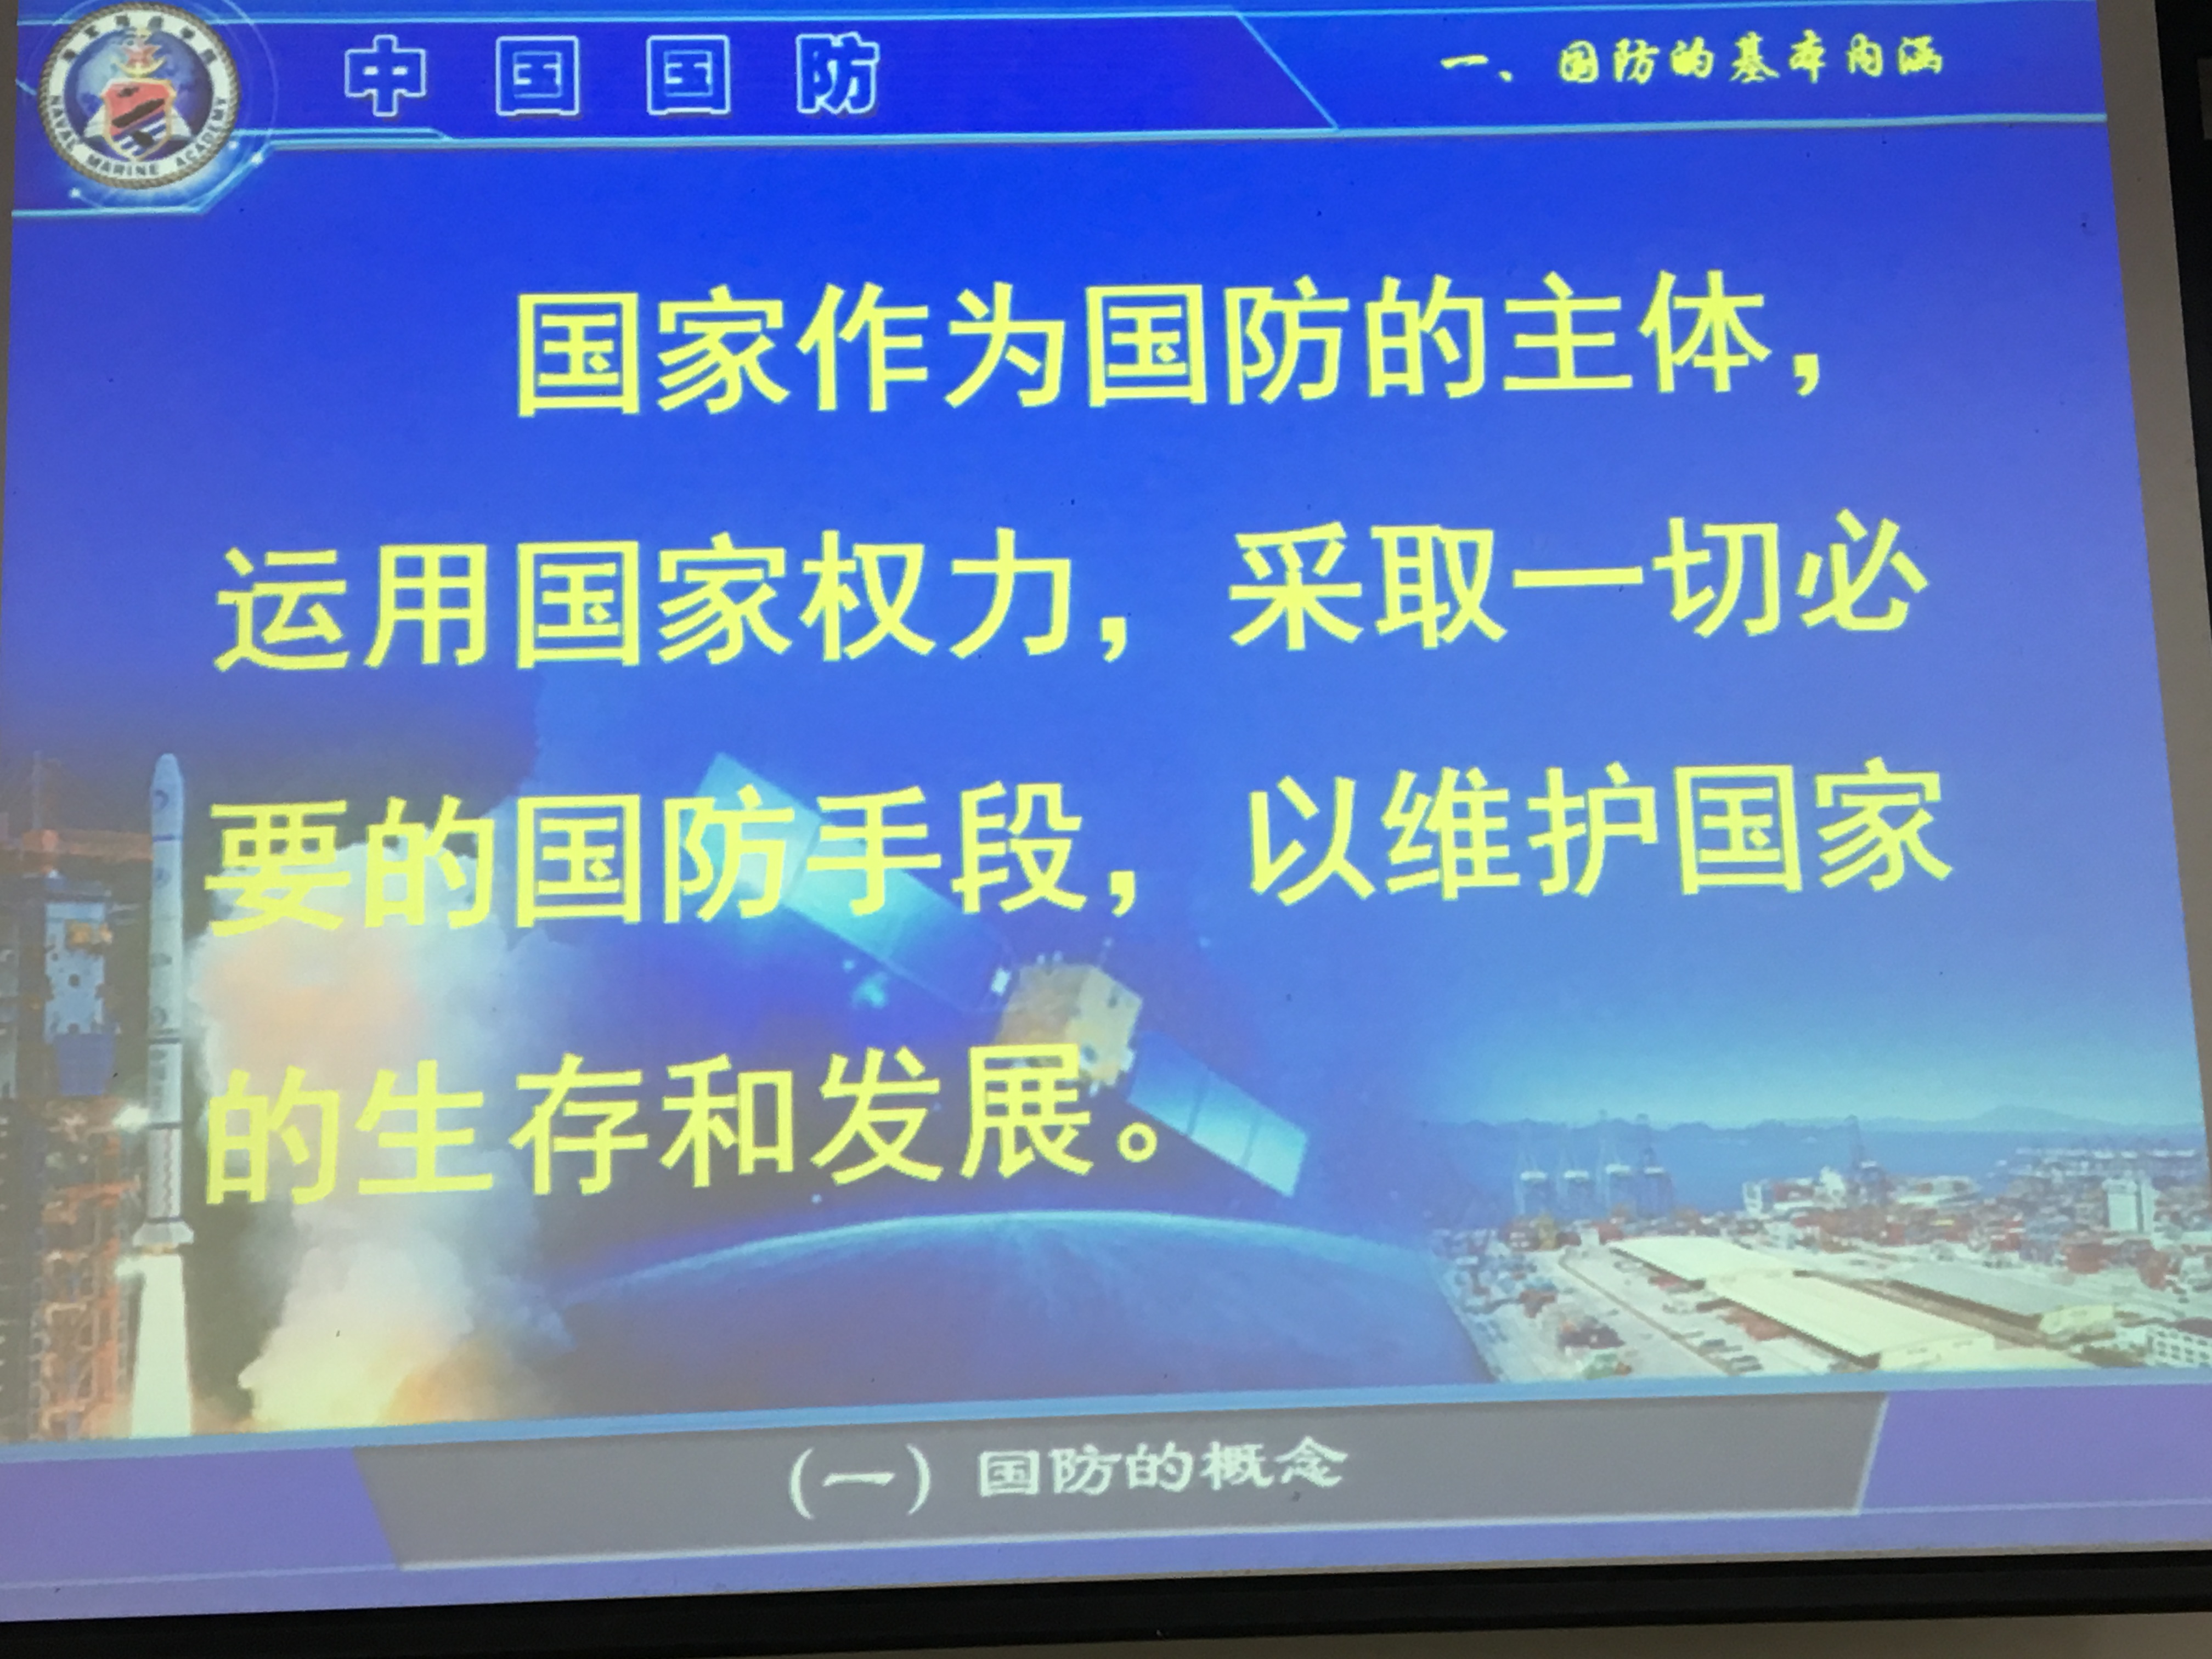 中国国防
一、国防的基本内涵
NAVAL MARINE ACADEMY
国家作为国防的主体，
运用国家权力，采取一切必
要的国防手段，以维护国家
的生存和发展。
（一）国防的概念